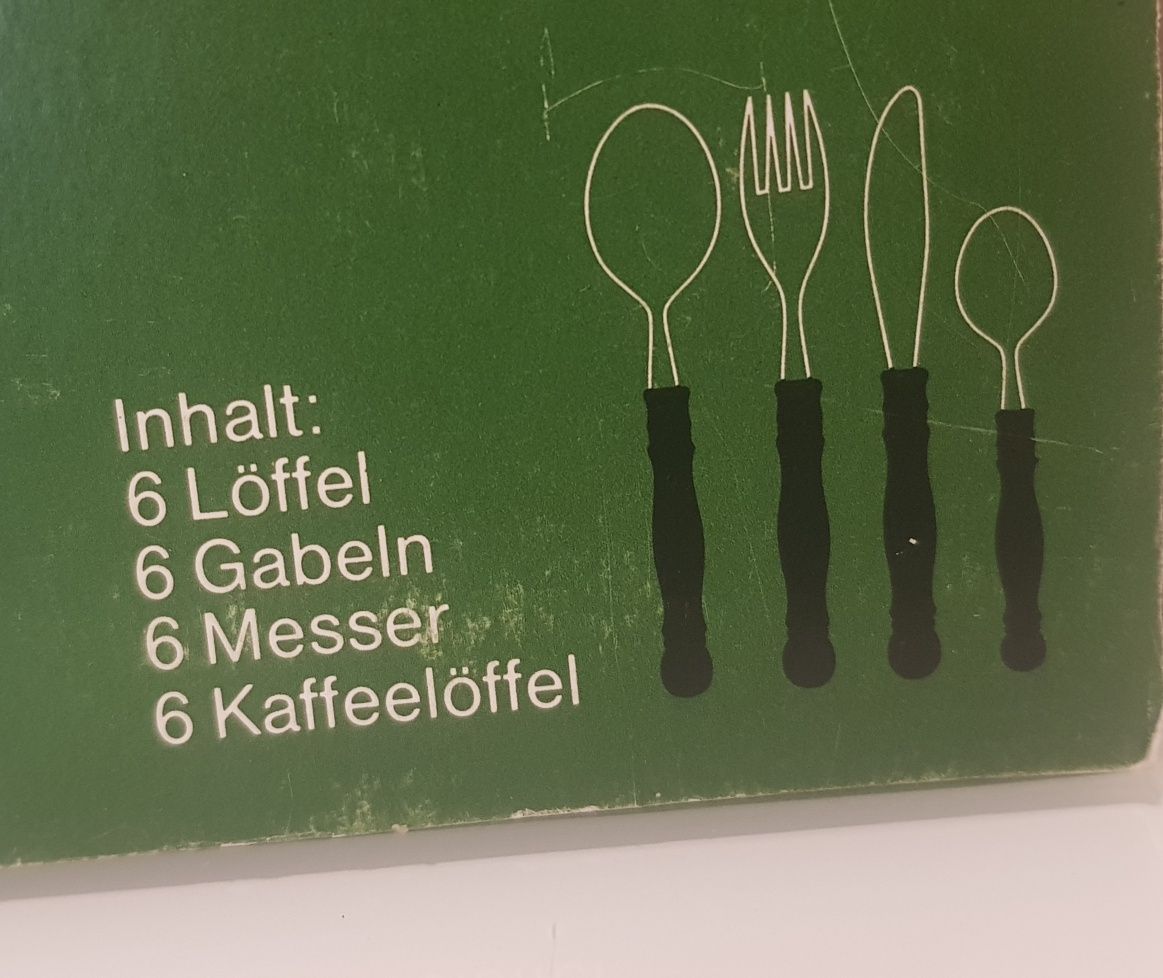 Inhalt:
6 Löffel
6 Gabeln
6 Messer
6 Kaffeelöffel